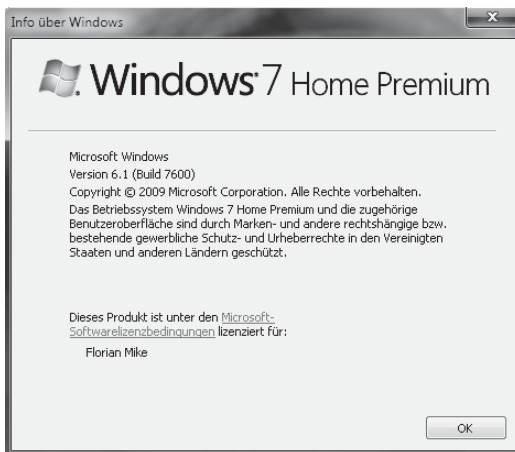 Info über Windows
Windows 7 Home Premium
Microsoft Windows
Version 6.1 (Build 7600)
Copyright © 2009 Microsoft Corporation. Alle Rechte vorbehalten.
Das Betriebssystem Windows 7 Home Premium und die zugehörige
Benutzeroberfläche sind durch Marken- und andere rechtshängige bzw.
bestehende gewerbliche Schutz- und Urheberrechte in den Vereinigten
Staaten und anderen Ländern geschützt.
Dieses Produkt ist unter den Microsoft-
Softwarelizenzbedingungen lizenziert für:
Florian Mike
OK